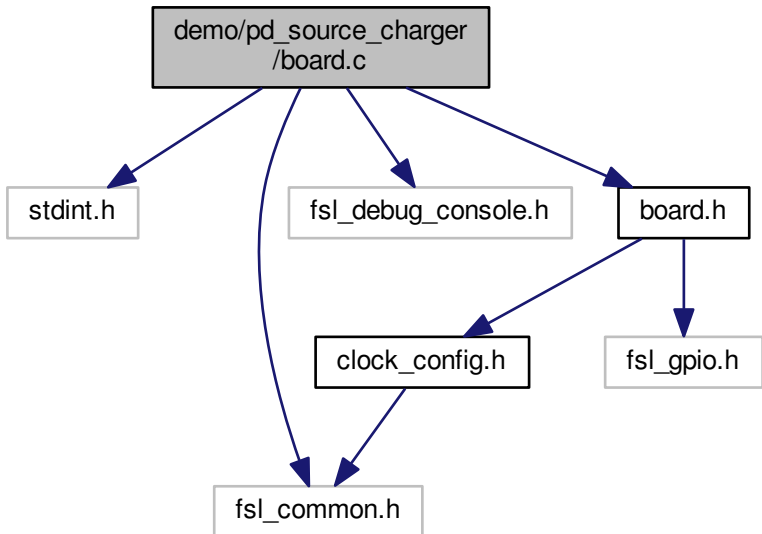 demo/pd_source_charger
/board.c
stdint.h
fsl_debug_console.h
board.h
clock_config.h
fsl_gpio.h
fsl_common.h